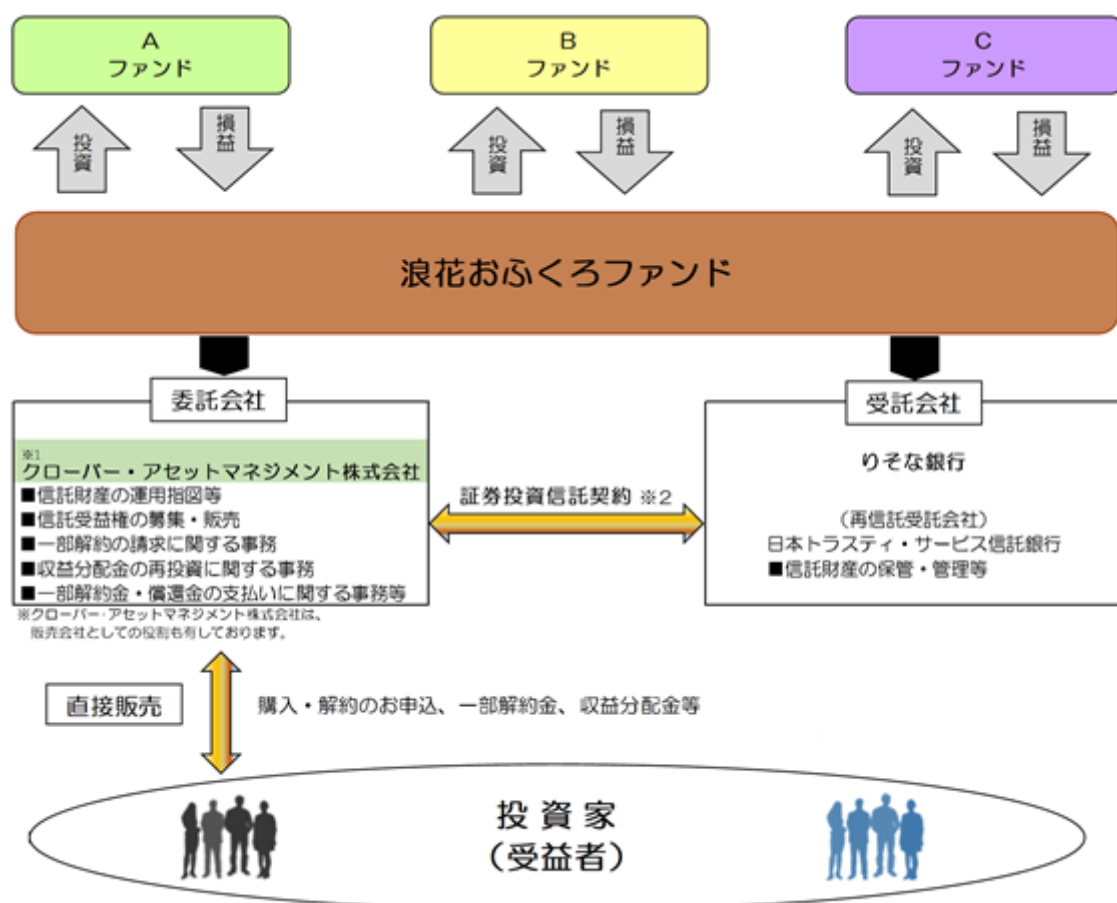 A
ファンド
B
ファンド
C
ファンド
投資
損益
投資
損益
投資
損益
浪花おふくろファンド
委託会社
※1
クローバー・アセットマネジメント株式会社
■信託財産の運用指図等
■信託受益権の募集・販売
■一部解約の請求に関する事務
■収益分配金の再投資に関する事務
■一部解約金・償還金の支払いに関する事務等
※クローバー・アセットマネジメント株式会社は、
販売会社としての役割も有しております。
証券投資信託契約 ※2
受託会社
りそな銀行
（再信託受託会社）
日本トラスティ・サービス信託銀行
■信託財産の保管・管理等
直接販売
購入・解約のお申込、一部解約金、収益分配金等
投資家
（受益者）